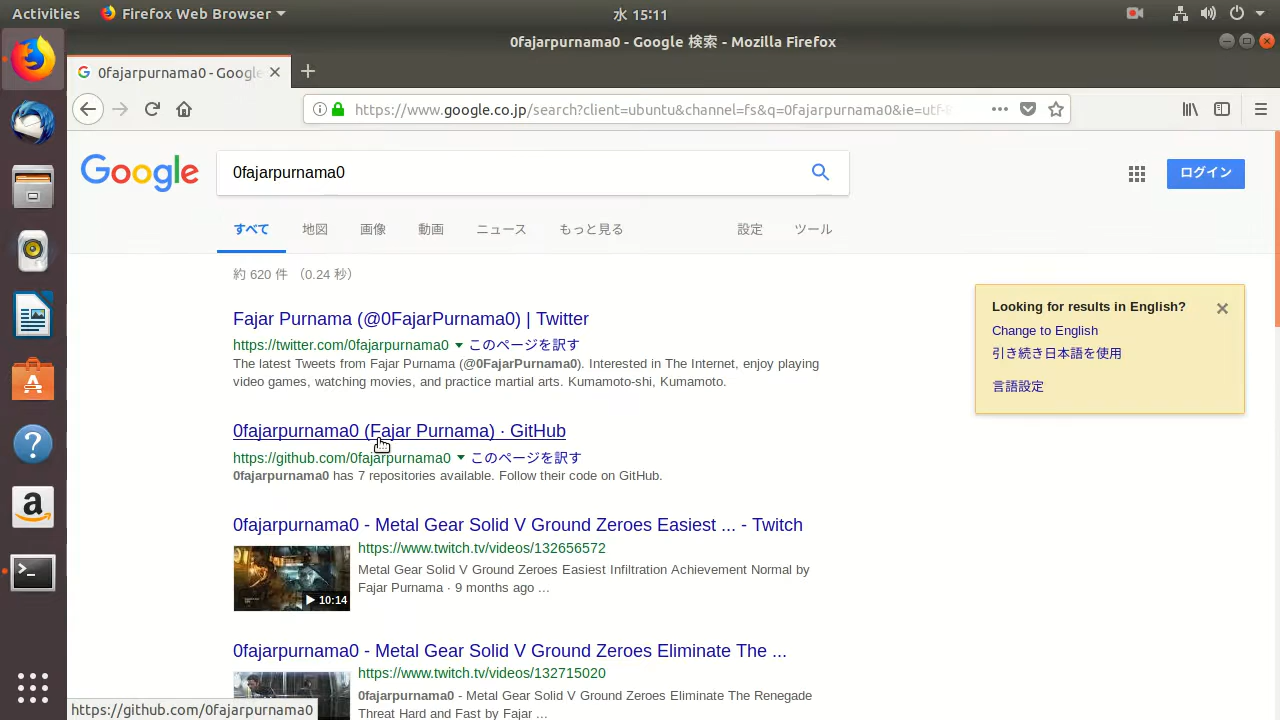 Activities Firefox Web Browser 水 15:11
0fajarpurnama0 - Google 検索 - Mozilla Firefox
0fajarpurnama0 - Google
https://www.google.co.jp/search?client=ubuntu&channel=fs&q=0fajarpurnama0&ie=utf-8
Google 0fajarpurnama0 ログイン
すべて 地図 画像 動画 ニュース もっと見る 設定 ツール
約 620 件 （0.24 秒）
Fajar Purnama (@0FajarPurnama0) | Twitter
https://twitter.com/0fajarpurnama0 このページを訳す
The latest Tweets from Fajar Purnama (@0FajarPurnama0). Interested in The Internet, enjoy playing
video games, watching movies, and practice martial arts. Kumamoto-shi, Kumamoto.
0fajarpurnama0 (Fajar Purnama) · GitHub
https://github.com/0fajarpurnama0 このページを訳す
0fajarpurnama0 has 7 repositories available. Follow their code on GitHub.
0fajarpurnama0 - Metal Gear Solid V Ground Zeroes Easiest ... - Twitch
https://www.twitch.tv/videos/132656572
Metal Gear Solid V Ground Zeroes Easiest Infiltration Achievement Normal by
Fajar Purnama · 9 months ago ...
10:14
0fajarpurnama0 - Metal Gear Solid V Ground Zeroes Eliminate The ...
https://www.twitch.tv/videos/132715020
0fajarpurnama0 - Metal Gear Solid V Ground Zeroes Eliminate The Renegade
Threat Hard and Fast by Fajar ...
Looking for results in English?
Change to English
引き続き日本語を使用
言語設定
https://github.com/0fajarpurnama0